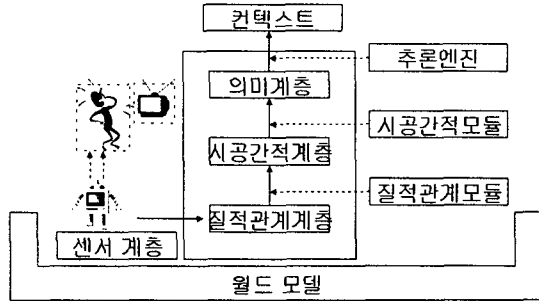 컨텍스트
추론엔진
의미계층
시공간적모듈
시공간적계층
질적관계모듈
질적관계계층
센서 계층
월드 모델